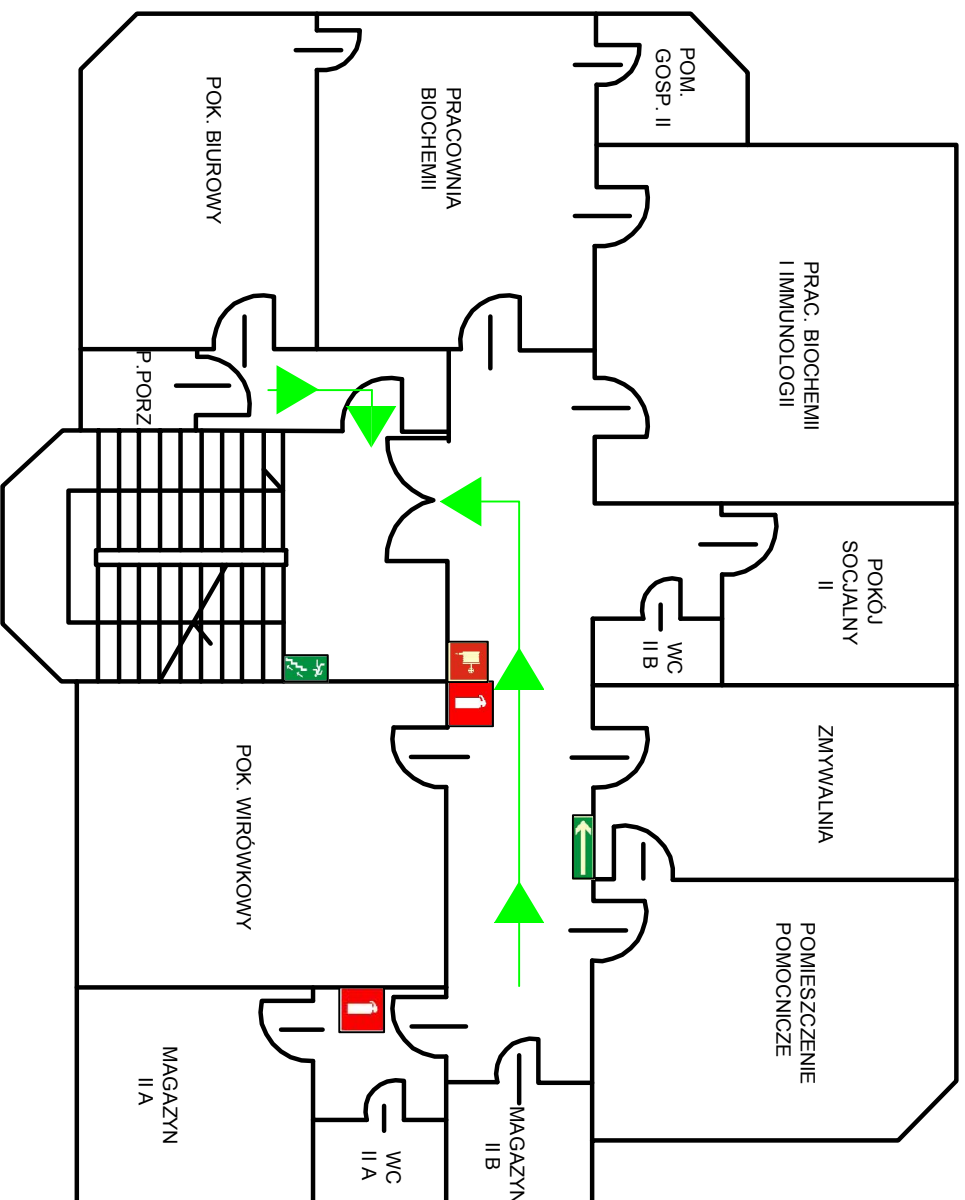 POM.
GOSP. II
PRACOWNIA
BIOCHEMII
POK. BIUROWY
PRAC. BIOCHEMII
I IMMUNOLOGII
P.PORZ
POKÓJ
SOCJALNY
II
WC
II B
ZMYWALNIA
POK. WIRÓWKOWY
POMIESZCZENIE
POMOCNICZE
MAGAZYN
II A
WC
II A
MAGAZYN
II B